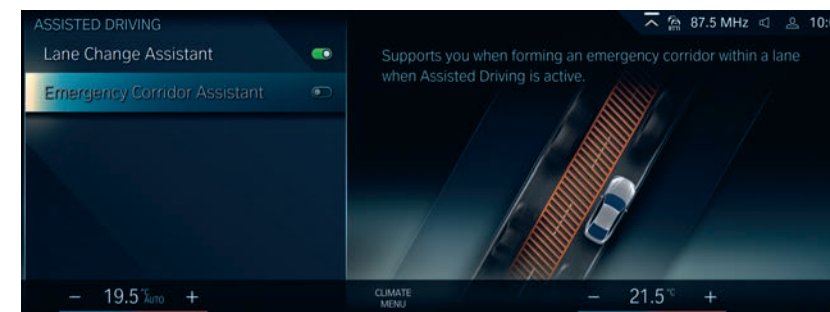 ASSISTED DRIVING
87.5 MHz
10:
Lane Change Assistant
Emergency Corridor Assistant
Supports you when forming an emergency corridor within a lane
when Assisted Driving is active.
− 19.5 °C AUTO +
CLIMATE
MENU
− 21.5 °C +